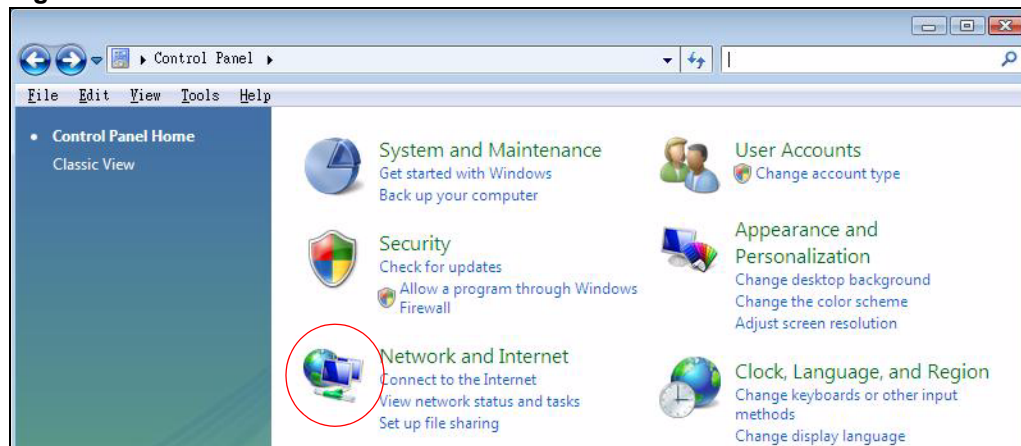 Control Panel
File Edit View Tools Help
Control Panel Home
Classic View
System and Maintenance
Get started with Windows
Back up your computer
Security
Check for updates
Allow a program through Windows
Firewall
Network and Internet
Connect to the Internet
View network status and tasks
Set up file sharing
User Accounts
Change account type
Appearance and
Personalization
Change desktop background
Change the color scheme
Adjust screen resolution
Clock, Language, and Region
Change keyboards or other input
methods
Change display language